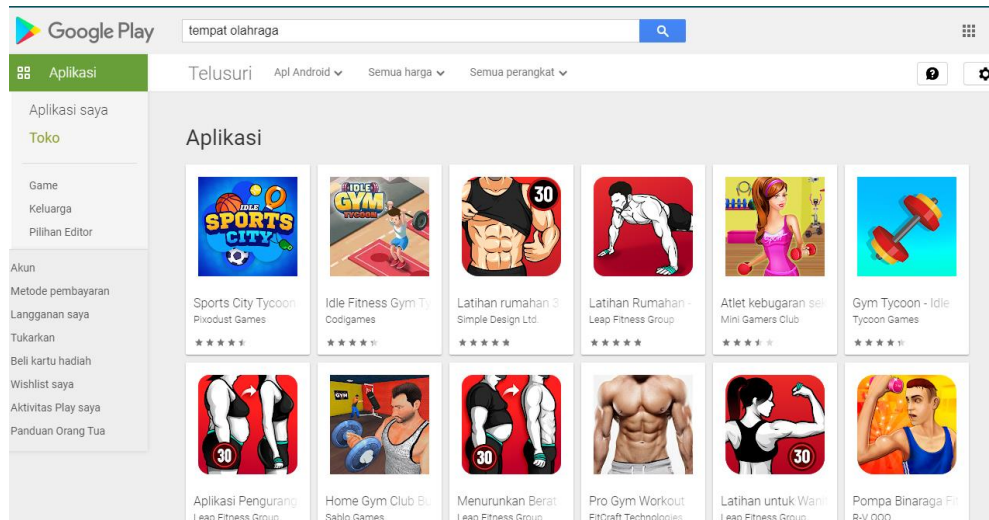 Google Play
tempat olahraga
Aplikasi
Telusuri
Apl Android
Semua harga
Semua perangkat
Aplikasi saya
Toko
Game
Keluarga
Pilihan Editor
Akun
Metode pembayaran
Langganan saya
Tukarkan
Beli kartu hadiah
Wishlist saya
Aktivitas Play saya
Panduan Orang Tua
Aplikasi
IDLE
SPORTS
CITY
Sports City Tycoon
Pixodust Games
IDLE
GYM
TYCOON
Idle Fitness Gym Ty
Codigames
30
Latihan rumahan 3
Simple Design Ltd.
Latihan Rumahan -
Leap Fitness Group
Atlet kebugaran sel
Mini Gamers Club
Gym Tycoon - Idle
Tycoon Games
30
Aplikasi Pengurang
Leap Fitness Group
GYM
Home Gym Club Bu
Sablo Games
30
Menurunkan Berat
Leap Fitness Group
Pro Gym Workout
FitCraft Technologies
30
Latihan untuk Wani
Leap Fitness Group
Pompa Binaraga Fit
R-V OOO